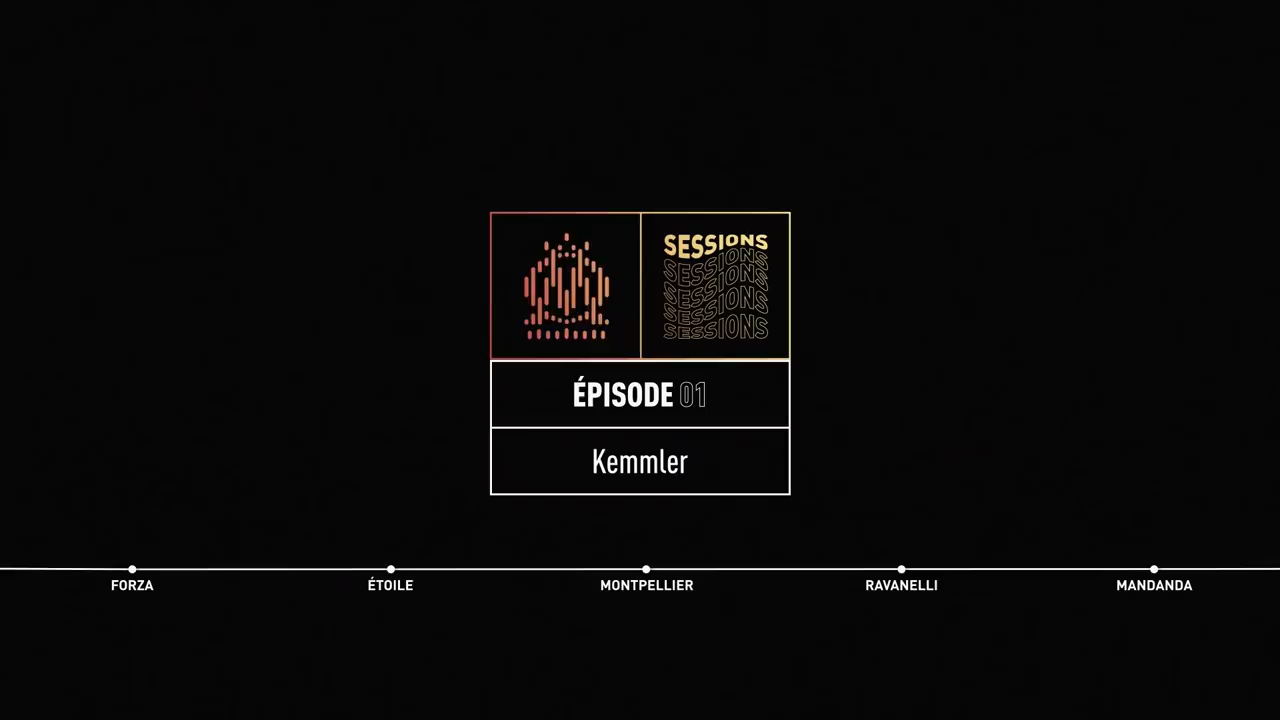 SESSIONS
SESSIONS
SESSIONS
SESSIONS
SESSIONS
ÉPISODE 01
Kemmler
FORZA
ÉTOILE
MONTPELLIER
RAVANELLI
MANDANDA